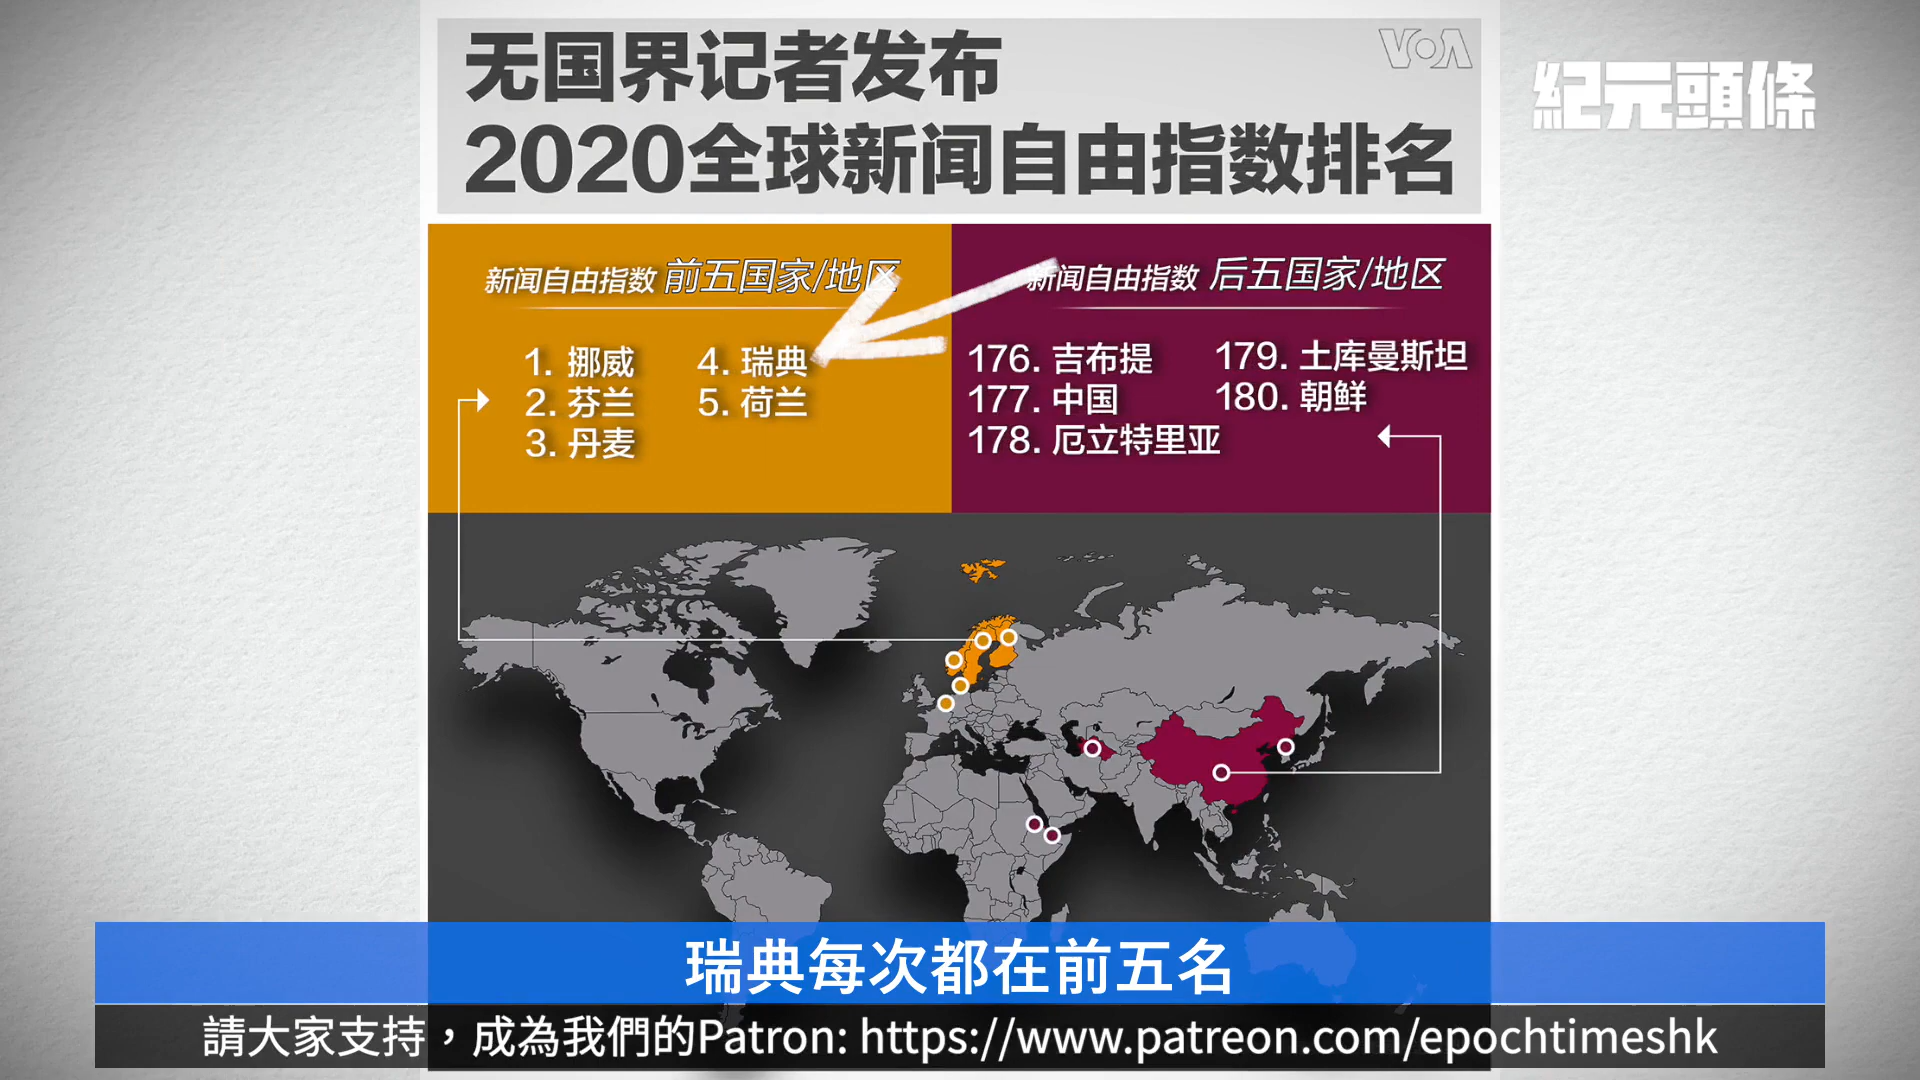 无国界记者发布
VOA
紀元頭條
2020全球新闻自由指数排名
新闻自由指数 前五国家/地区
1. 挪威
2. 芬兰
3. 丹麦
4. 瑞典
5. 荷兰
新闻自由指数 后五国家/地区
176. 吉布提
177. 中国
178. 厄立特里亚
179. 土库曼斯坦
180. 朝鲜
瑞典每次都在前五名
請大家支持，成為我們的Patron: https://www.patreon.com/epochtimeshk